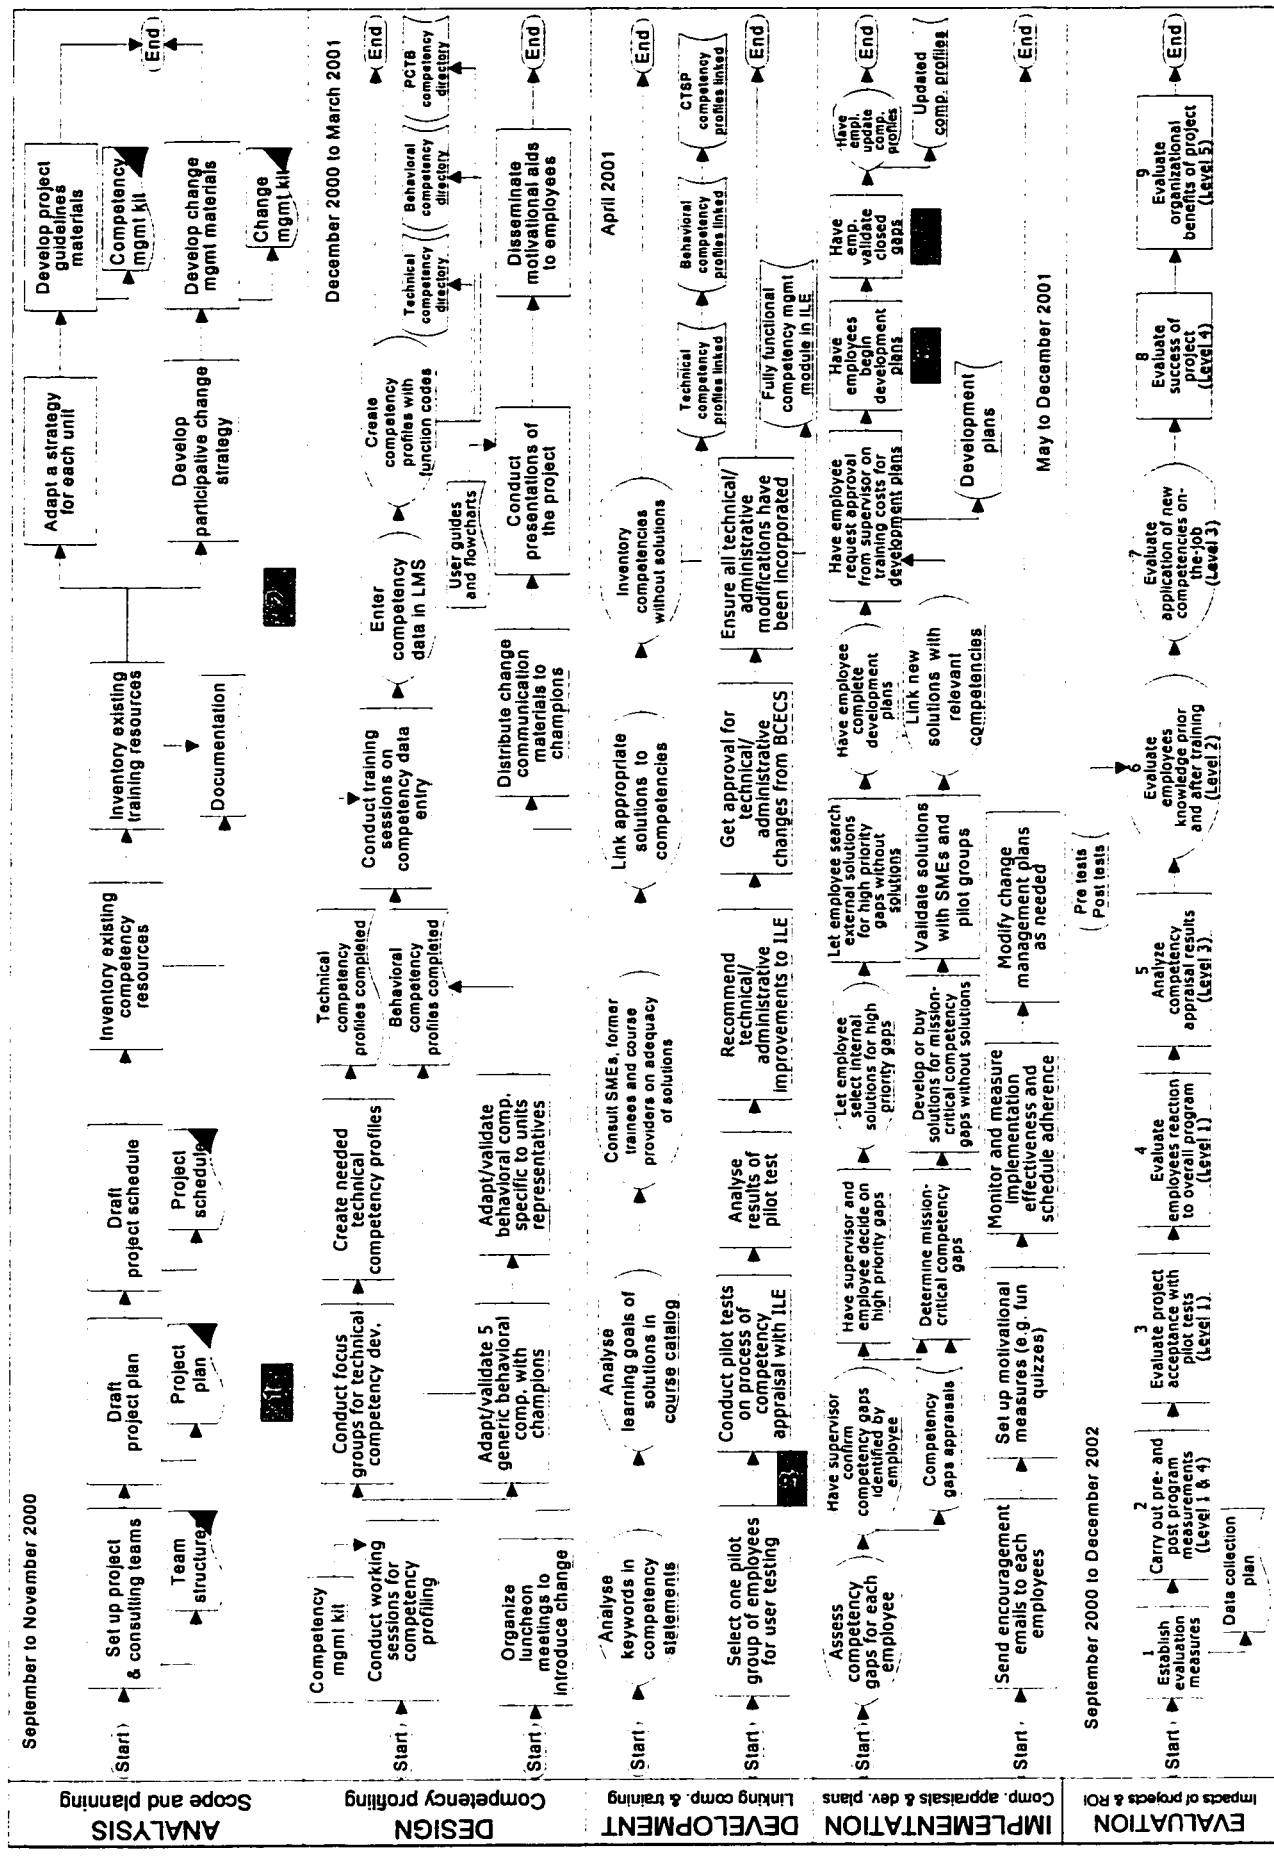 ANALYSIS
Scope and planning
September to November 2000
Start
Set up project
& consulting teams
Team
structure
Draft
project plan
Project
plan
1
Draft
project schedule
Project
schedule
Inventory existing
competency
resources
Inventory existing
training resources
Documentation
2
Adapt a strategy
for each unit
Develop
participative change
strategy
Develop project
guidelines
materials
Competency
mgmt kit
Develop change
mgmt materials
Change
mgmt kit
End
DESIGN
Competency profiling
December 2000 to March 2001
Competency
mgmt kit
Start
Conduct working
sessions for
competency
profiling
Start
Organize
luncheon
meetings to
introduce change
Conduct focus
groups for technical
competency dev.
Adapt/validate 5
generic behavioral
comp. with
champions
Create needed
technical
competency profiles
Adapt/validate
behavioral comp.
specific to units
representatives
Technical
competency
profiles completed
Behavioral
competency
profiles completed
Conduct training
sessions on
competency data
entry
Distribute change
communication
materials to
champions
Enter
competency
data in LMS
User guides
and flowcharts
Conduct
presentations of
the project
Create
competency
profiles with
function codes
Technical
competency
directory
Behavioral
competency
directory
PCTB
competency
directory
Disseminate
motivational aids
to employees
End
End
DEVELOPMENT
Linking comp. & training
April 2001
Start
Analyse
keywords in
competency
statements
Analyse
learning goals of
solutions in
course catalog
Consult SMEs, former
trainees and course
providers on adequacy
of solutions
Link appropriate
solutions to
competencies
Inventory
competencies
without solutions
End
Technical
competency
profiles linked
Behavioral
competency
profiles linked
CTSP
competency
profiles linked
Start
Select one pilot
group of employees
for user testing
3
Conduct pilot tests
on process of
competency
appraisal with ILE
Analyse
results of
pilot test
Recommend
technical/
administrative
improvements to ILE
Get approval for
technical/
administrative
changes from BCECS
Ensure all technical/
administrative
modifications have
been incorporated
Fully functional
competency mgmt
module in ILE
End
IMPLEMENTATION
Comp. appraisals & dev. plans
Start
Assess
competency
gaps for each
employee
Have supervisor
confirm
competency gaps
identified by
employee
Competency
gaps appraisals
Have supervisor and
employee decide on
high priority gaps
Determine mission-
critical competency
gaps
Let employee
select internal
solutions for high
priority gaps
Develop or buy
solutions for mission-
critical competency
gaps without solutions
Let employee search
external solutions
for high priority
gaps without
solutions
Validate solutions
with SMEs and
pilot groups
Have employee
complete
development
plans
Link new
solutions with
relevant
competencies
Have employee
request approval
from supervisor on
training costs for
development plans
Development
plans
Have
employees
begin
development
plans
Have
emp.
validate
closed
gaps
Have
empl.
update
comp.
profiles
Updated
comp. profiles
End
May to December 2001
Start
Send encouragement
emails to each
employees
Set up motivational
measures (e.g. fun
quizzes)
Monitor and measure
implementation
effectiveness and
schedule adherence
Modify change
management plans
as needed
End
EVALUATION
Impacts of projects & ROI
September 2000 to December 2002
Start
1
Establish
evaluation
measures
Data collection
plan
2
Carry out pre- and
post program
measurements
(Level 1 & 4)
3
Evaluate project
acceptance with
pilot tests
(Level 1)
4
Evaluate
employees reaction
to overall program
(Level 1)
5
Analyze
competency
appraisal results
(Level 3)
Pre tests
Post tests
6
Evaluate
employees
knowledge prior
and after training
(Level 2)
7
Evaluate
application of new
competencies on-
the-job
(Level 3)
8
Evaluate
success of
project
(Level 4)
9
Evaluate
organizational
benefits of project
(Level 5)
End